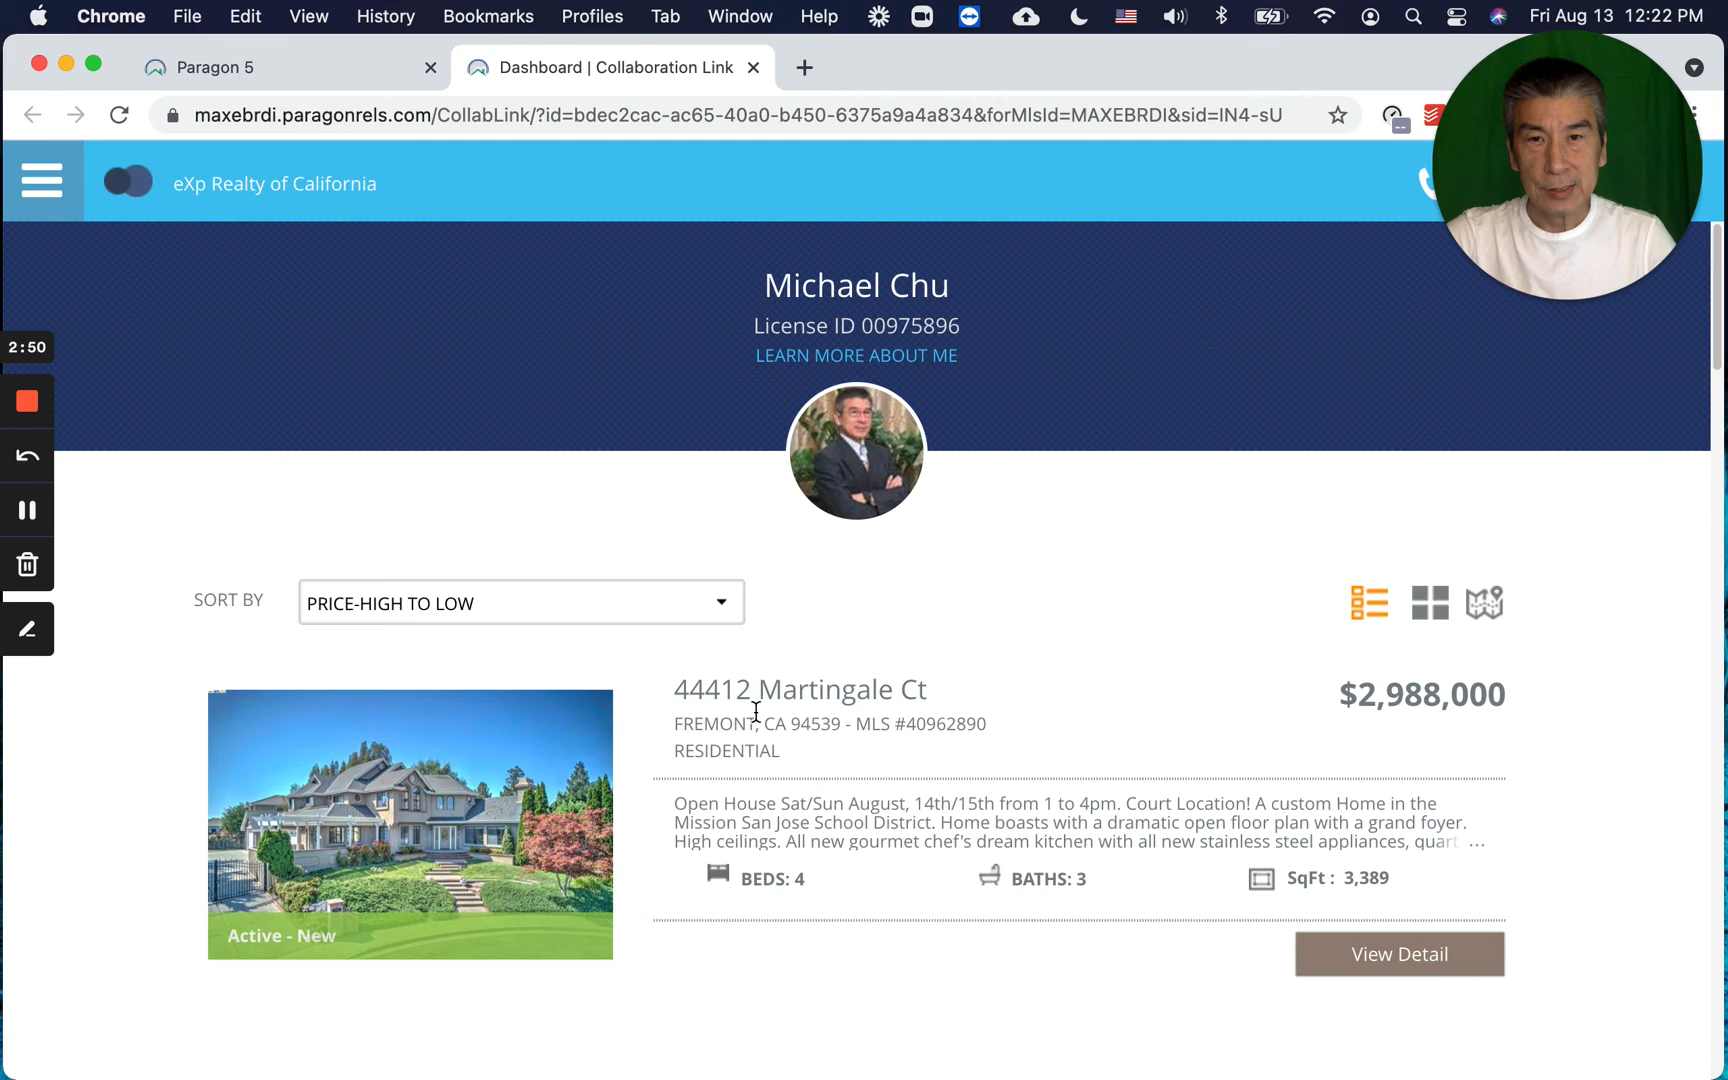 Chrome File Edit View History Bookmarks Profiles Tab Window Help Fri Aug 13 12:22 PM
Paragon 5
Dashboard | Collaboration Link
maxebrdi.paragonrels.com/CollabLink/?id=bdec2cac-ac65-40a0-b450-6375a9a4a834&forMlsId=MAXEBRDI&sid=IN4-sU
eXp Realty of California
Michael Chu
License ID 00975896
LEARN MORE ABOUT ME
2:50
SORT BY PRICE-HIGH TO LOW
44412 Martingale Ct
$2,988,000
FREMONT, CA 94539 - MLS #40962890
RESIDENTIAL
Open House Sat/Sun August, 14th/15th from 1 to 4pm. Court Location! A custom Home in the
Mission San Jose School District. Home boasts with a dramatic open floor plan with a grand foyer.
High ceilings. All new gourmet chef's dream kitchen with all new stainless steel appliances, quart ...
BEDS: 4 BATHS: 3 SqFt : 3,389
Active - New
View Detail